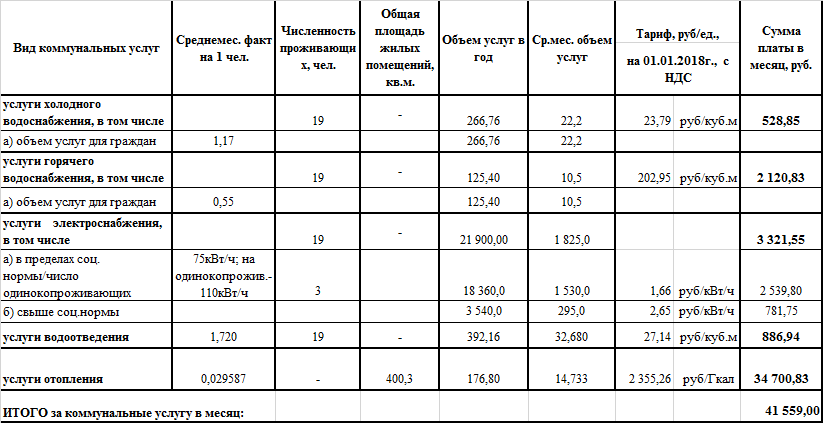 Вид коммунальных услуг
Среднемес. факт
на 1 чел.
Численность
проживающи
х, чел.
Общая
площадь
жилых
помещений,
кв.м.
Объем услуг в
год
Ср.мес. объем
услуг
Тариф, руб/ед.,
на 01.01.2018г., с
НДС
Сумма
платы в
месяц, руб.
услуги холодного
водоснабжения, в том числе 19 - 266,76 22,2 23,79 руб/куб.м 528,85
а) объем услуг для граждан 1,17 266,76 22,2
услуги горячего
водоснабжения, в том числе 19 - 125,40 10,5 202,95 руб/куб.м 2 120,83
а) объем услуг для граждан 0,55 125,40 10,5
услуги электроснабжения,
в том числе 19 - 21 900,00 1 825,0 3 321,55
а) в пределах соц.
нормы/число
одинокопроживающих
75кВт/ч; на
одинокопрожив.-
110кВт/ч
3 18 360,0 1 530,0 1,66 руб/кВт/ч 2 539,80
б) свыше соц.нормы 3 540,0 295,0 2,65 руб/кВт/ч 781,75
услуги водоотведения 1,720 19 - 392,16 32,680 27,14 руб/куб.м 886,94
услуги отопления 0,029587 - 400,3 176,80 14,733 2 355,26 руб/Гкал 34 700,83
ИТОГО за коммунальные услугу в месяц: 41 559,00